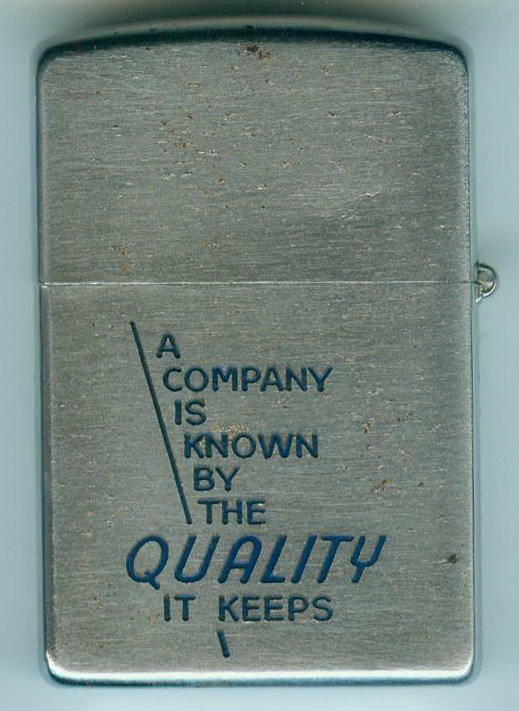 A
COMPANY
IS
KNOWN
BY
THE
QUALITY
IT KEEPS